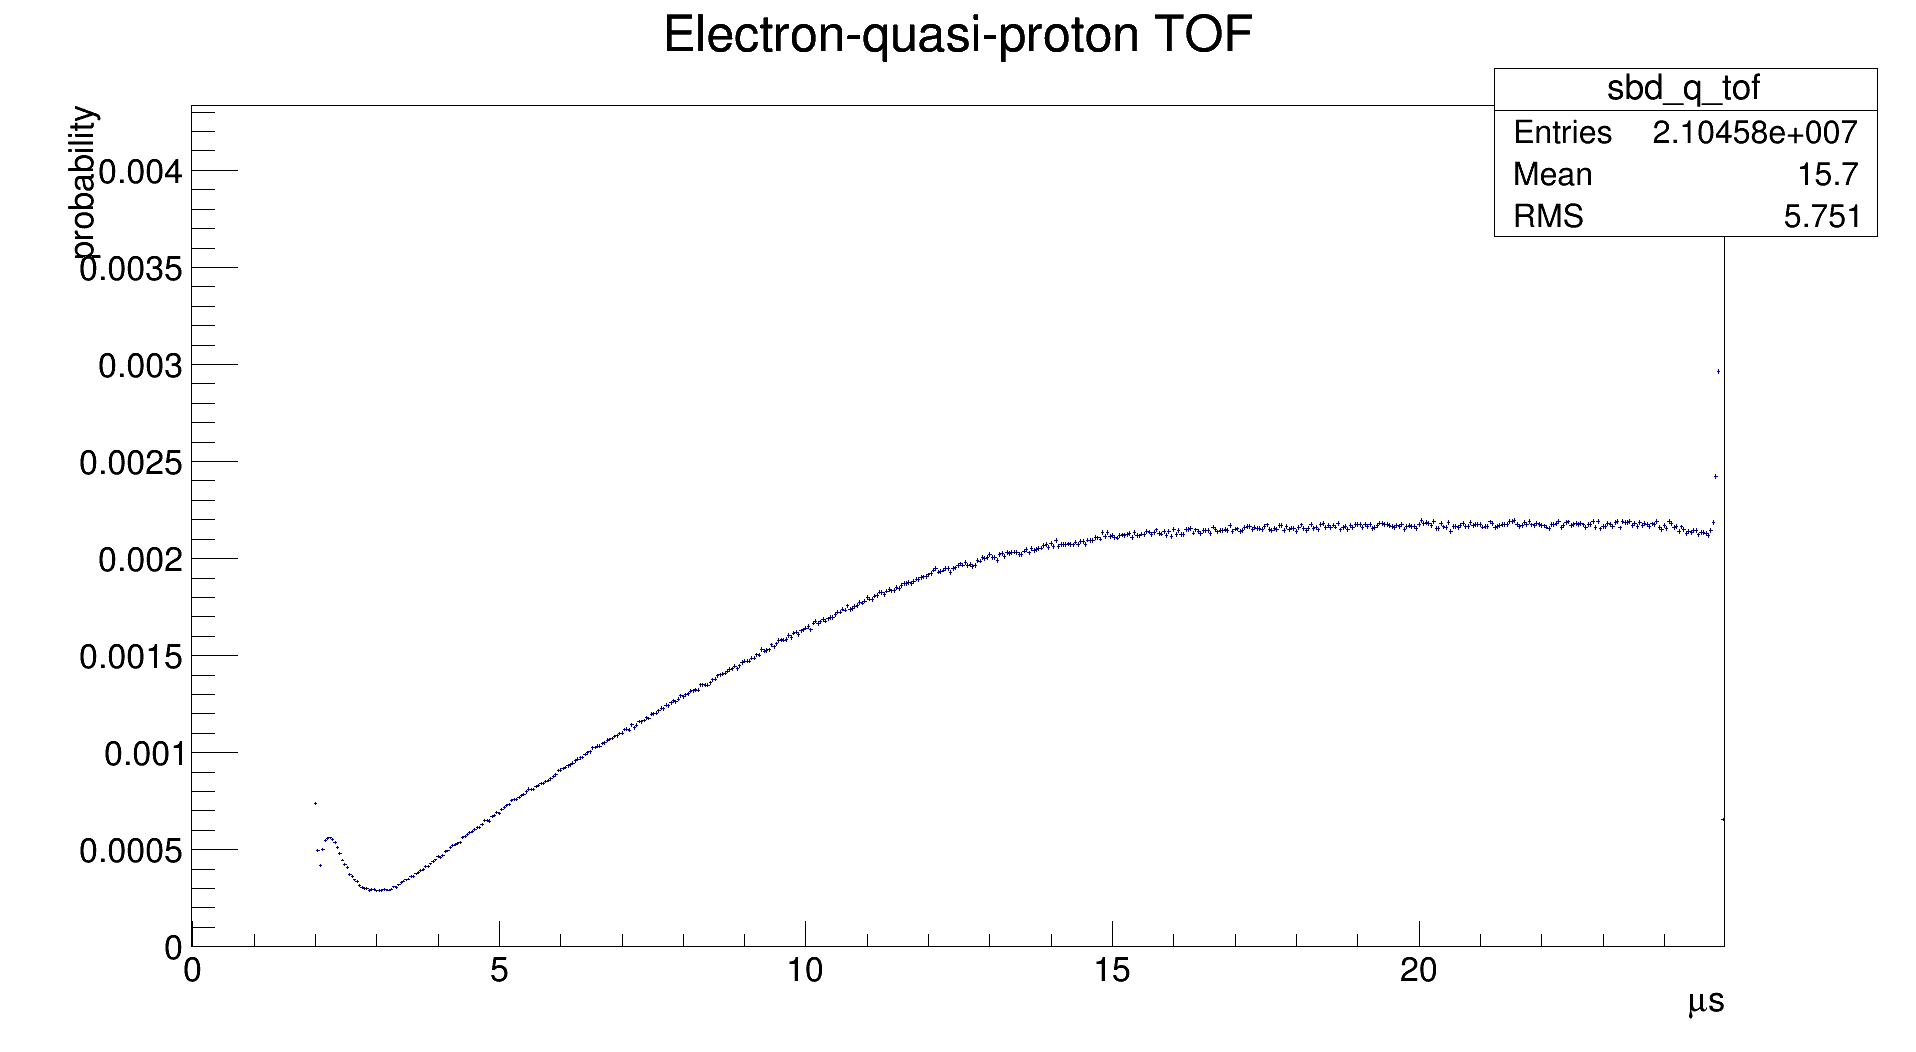 Electron-quasi-proton TOF
sbd_q_tof
Entries 2.10458e+007
Mean 15.7
RMS 5.751
probability
0.004
0.0035
0.003
0.0025
0.002
0.0015
0.001
0.0005
0
0 5 10 15 20
μs